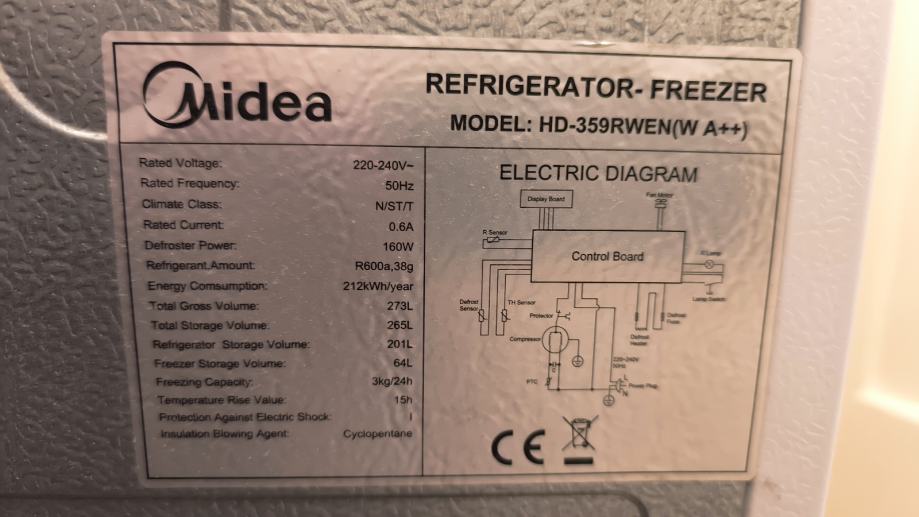 Midea
REFRIGERATOR- FREEZER
MODEL: HD-359RWEN(W A++)
Rated Voltage: 220-240V~
Rated Frequency: 50Hz
Climate Class: N/ST/T
Rated Current: 0.6A
Defroster Power: 160W
Refrigerant,Amount: R600a,38g
Energy Comsumption: 212kWh/year
Total Gross Volume: 273L
Total Storage Volume: 265L
Refrigerator Storage Volume: 201L
Freezer Storage Volume: 64L
Freezing Capacity: 3kg/24h
Temperature Rise Value: 15h
Protection Against Electric Shock: I
Insulation Blowing Agent: Cyclopentane
ELECTRIC DIAGRAM
Display Board
Fan Motor
R Sensor
Control Board
R Lamp
Lamp Switch
Defrost
Sensor
TH Sensor
Protector
Defrost
Fuse
Defrost
Heater
Compressor
220~240V
50Hz
PTC
L
Power Plug
N
CE